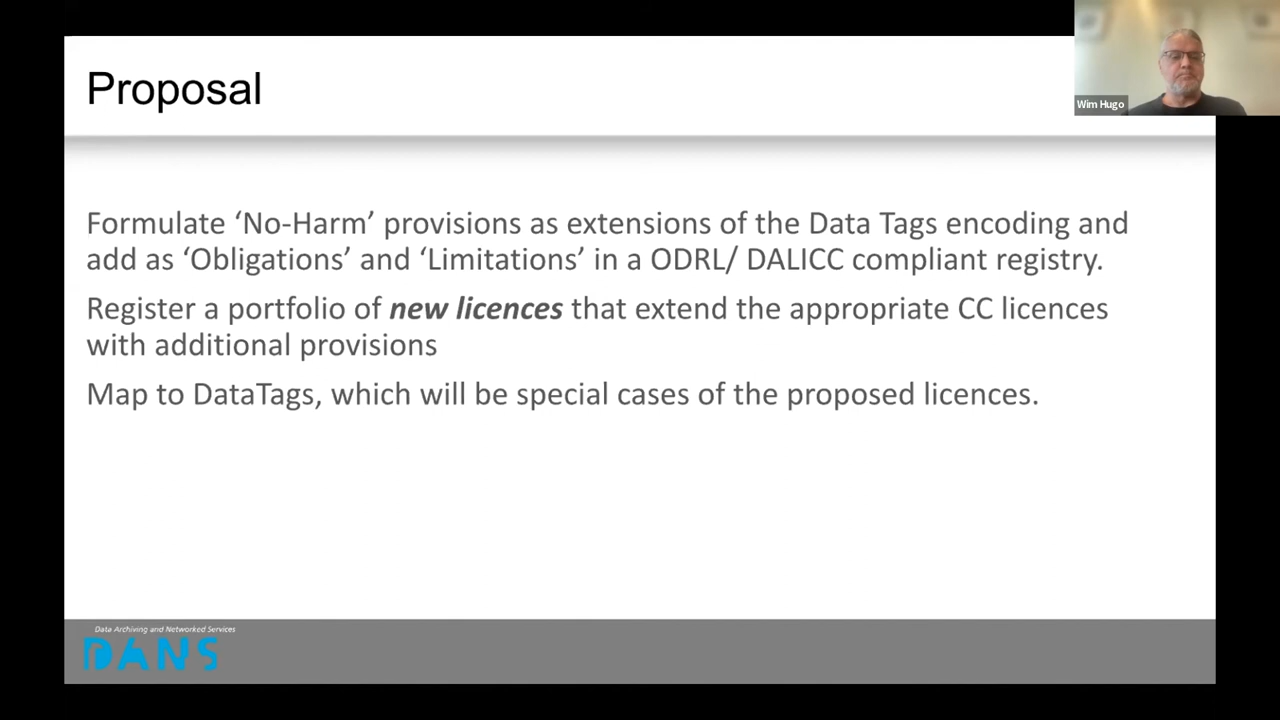 Proposal
Wim Hugo
Formulate ‘No-Harm’ provisions as extensions of the Data Tags encoding and
add as ‘Obligations’ and ‘Limitations’ in a ODRL/ DALICC compliant registry.
Register a portfolio of new licences that extend the appropriate CC licences
with additional provisions
Map to DataTags, which will be special cases of the proposed licences.
Data Archiving and Networked Services
DANS